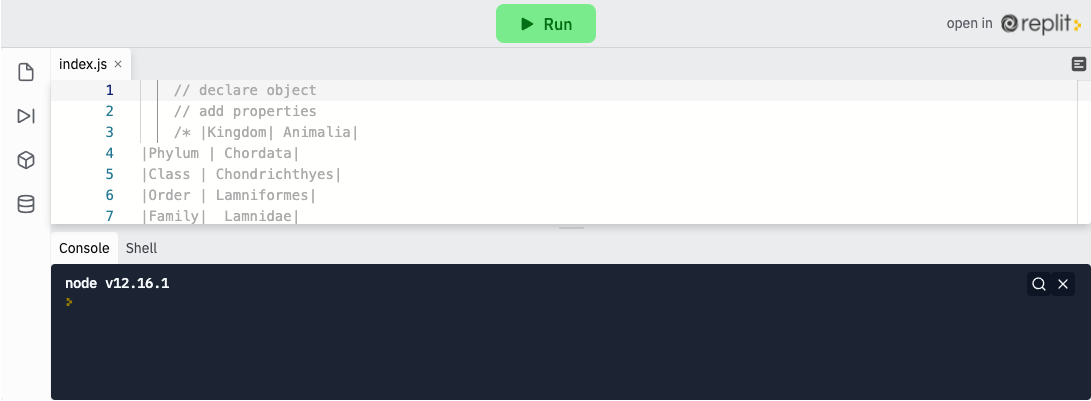 Run
open in replit
index.js ×
1 // declare object
2 // add properties
3 /* |Kingdom| Animalia|
4 |Phylum | Chordata|
5 |Class | Chondrichthyes|
6 |Order | Lamniformes|
7 |Family|  Lamnidae|
Console Shell
node v12.16.1